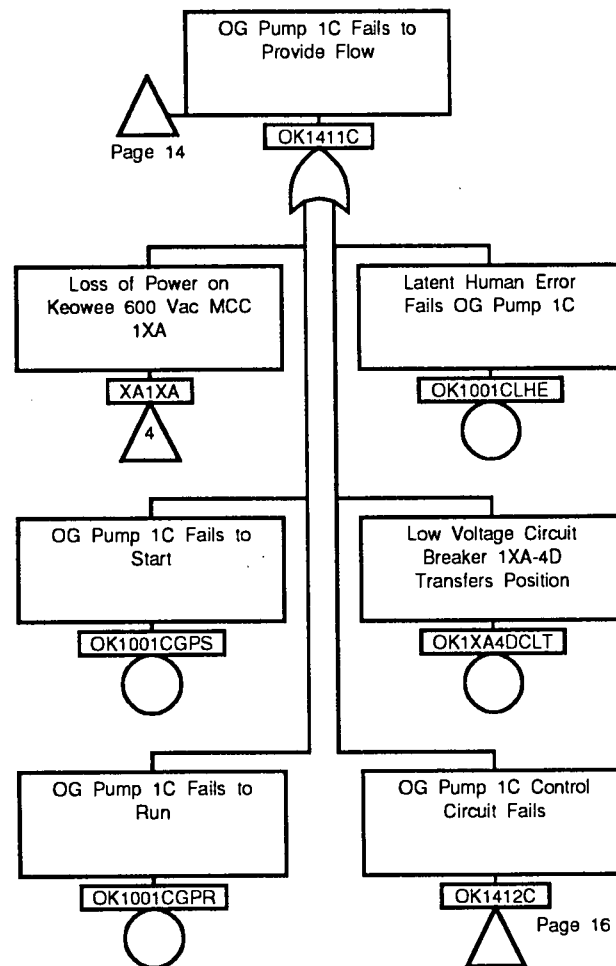 OG Pump 1C Fails to
Provide Flow
Page 14
OK1411C
Loss of Power on
Keowee 600 Vac MCC
1XA
XA1XA
4
Latent Human Error
Fails OG Pump 1C
OK1001CLHE
OG Pump 1C Fails to
Start
OK1001CGPS
Low Voltage Circuit
Breaker 1XA-4D
Transfers Position
OK1XA4DCLT
OG Pump 1C Fails to
Run
OK1001CGPR
OG Pump 1C Control
Circuit Fails
OK1412C
Page 16